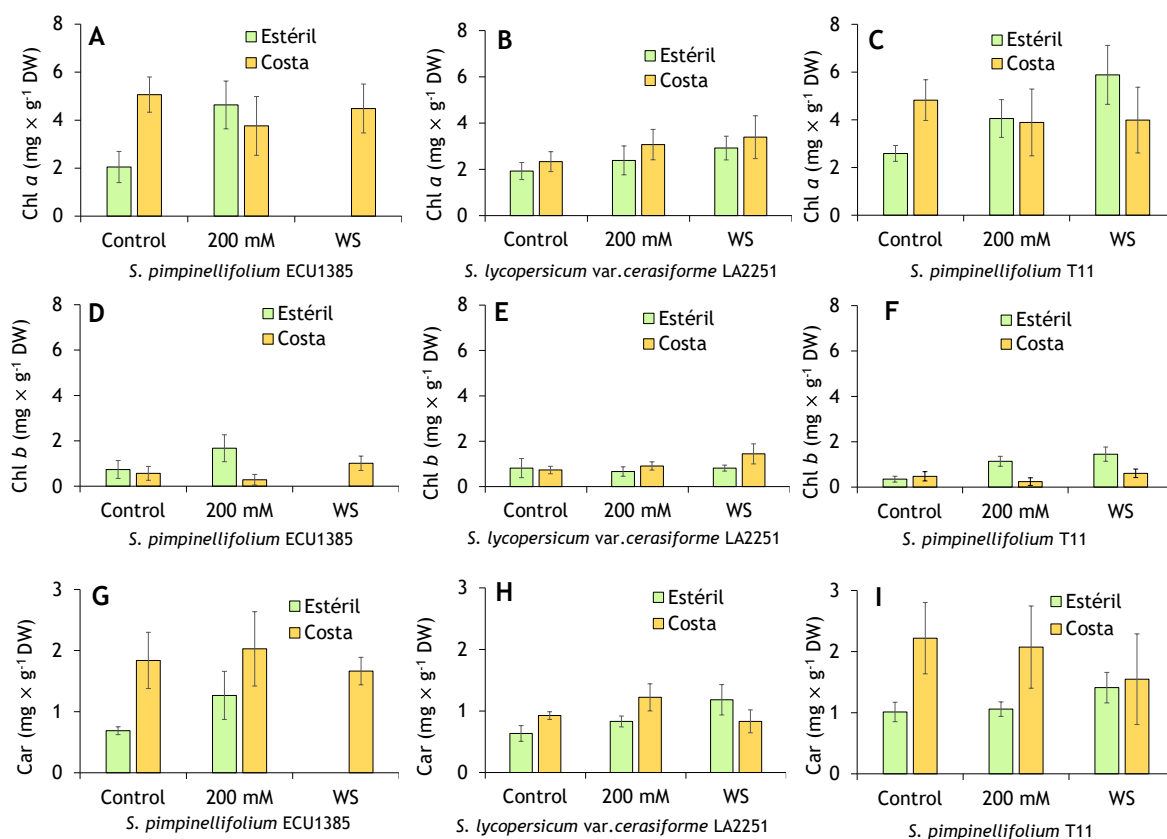 A
Estéril
Costa
Chl a (mg × g-1 DW)
8
6
4
2
0
Control 200 mM WS
S. pimpinellifolium ECU1385
B
Estéril
Costa
Chl a (mg × g-1 DW)
8
6
4
2
0
Control 200 mM WS
S. lycopersicum var.cerasiforme LA2251
C
Estéril
Costa
Chl a (mg × g-1 DW)
8
6
4
2
0
Control 200 mM WS
S. pimpinellifolium T11
D
Estéril
Costa
Chl b (mg × g-1 DW)
8
6
4
2
0
Control 200 mM WS
S. pimpinellifolium ECU1385
E
Estéril
Costa
Chl b (mg × g-1 DW)
8
6
4
2
0
Control 200 mM WS
S. lycopersicum var.cerasiforme LA2251
F
Estéril
Costa
Chl b (mg × g-1 DW)
8
6
4
2
0
Control 200 mM WS
S. pimpinellifolium T11
G
Estéril
Costa
Car (mg × g-1 DW)
3
2
1
0
Control 200 mM WS
S. pimpinellifolium ECU1385
H
Estéril
Costa
Car (mg × g-1 DW)
3
2
1
0
Control 200 mM WS
S. lycopersicum var.cerasiforme LA2251
I
Estéril
Costa
Car (mg × g-1 DW)
3
2
1
0
Control 200 mM WS
S. pimpinellifolium T11